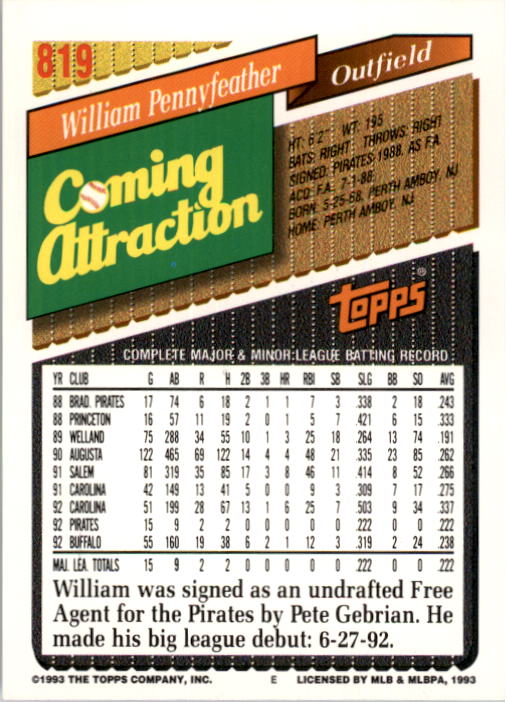 819
William Pennyfeather
Outfield
Coming
Attraction
HT: 6'2" WT: 195
BATS: RIGHT THROWS: RIGHT
SIGNED: PIRATES-1988, AS F.A.
ACQ: F.A., 7-1-88
BORN: 5-25-68, PERTH AMBOY, NJ
HOME: PERTH AMBOY, NJ
TOPPS®
COMPLETE MAJOR & MINOR LEAGUE BATTING RECORD
YR CLUB G AB R H 2B 3B HR RBI SB SLG BB SO AVG
88 BRAD. PIRATES 17 74 6 18 2 1 1 7 3 .338 2 18 .243
88 PRINCETON 16 57 11 19 2 0 1 5 7 .421 6 15 .333
89 WELLAND 75 288 34 55 10 1 3 25 18 .264 13 74 .191
90 AUGUSTA 122 465 69 122 14 4 4 48 21 .335 23 85 .262
91 SALEM 81 319 35 85 17 3 8 46 11 .414 8 52 .266
91 CAROLINA 42 149 13 41 5 0 0 9 3 .309 7 17 .275
92 CAROLINA 51 199 28 67 13 1 6 25 7 .503 9 34 .337
92 PIRATES 15 9 2 2 0 0 0 0 0 .222 0 0 .222
92 BUFFALO 55 160 19 38 6 2 1 12 3 .319 2 24 .238
MAJ. LEA. TOTALS 15 9 2 2 0 0 0 0 0 .222 0 0 .222
William was signed as an undrafted Free
Agent for the Pirates by Pete Gebrian. He
made his big league debut: 6-27-92.
©1993 THE TOPPS COMPANY, INC. E LICENSED BY MLB & MLBPA, 1993